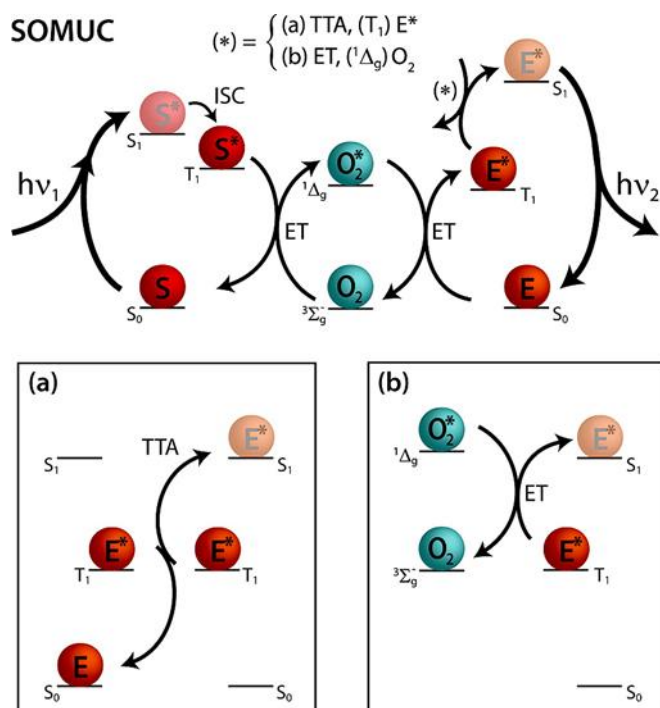 SOMUC
(*) = { (a) TTA, (T₁) E*
(b) ET, (¹Δg) O₂
S*
S₁
ISC
S*
T₁
O₂*
¹Δg
(*)
E*
S₁
E*
T₁
hν₁
ET
ET
hν₂
S
S₀
O₂
³Σg⁻
E
S₀
(a)
TTA
S₁
E*
S₁
E*
T₁
E*
T₁
E
S₀
S₀
(b)
O₂*
¹Δg
E*
S₁
ET
O₂
³Σg⁻
E*
T₁
S₀